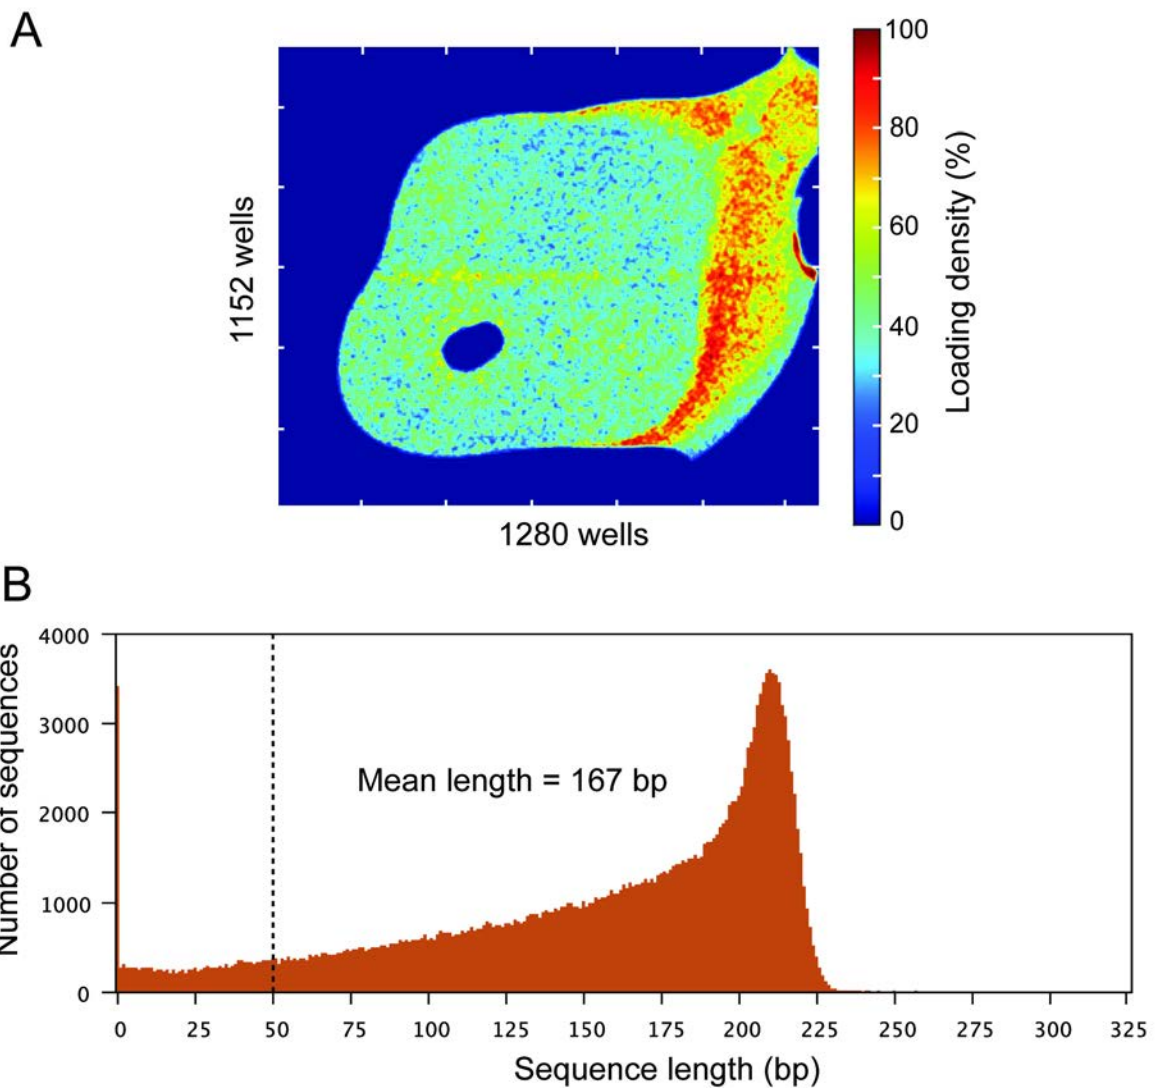 A
1152 wells
1280 wells
100
80
60
40
20
0
Loading density (%)
B
Number of sequences
4000
3000
2000
1000
0
Mean length = 167 bp
0 25 50 75 100 125 150 175 200 225 250 275 300 325
Sequence length (bp)